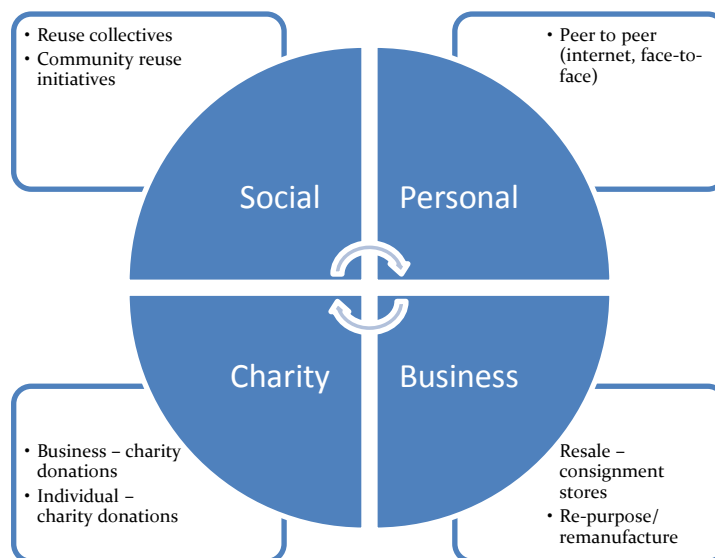 • Reuse collectives
• Community reuse
initiatives
• Peer to peer
(internet, face-to-
face)
Social
Personal
Charity
Business
• Business – charity
donations
• Individual –
charity donations
Resale –
consignment
stores
• Re-purpose/
remanufacture